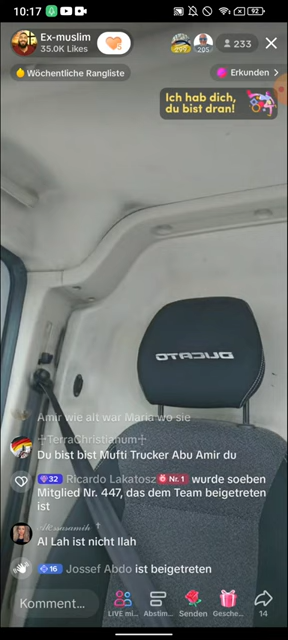 10:17
92
Ex-muslim
35.0K Likes
299
205
233
Wöchentliche Rangliste
Erkunden
Ich hab dich,
du bist dran!
DUCATO
Amir wie alt war Maria wo sie
☥TerraChristianum☥
Du bist bist Mufti Trucker Abu Amir du
32 Ricardo Lakatosz Nr. 1 wurde soeben
Mitglied Nr. 447, das dem Team beigetreten
ist
Al Lah ist nicht Ilah
16 Jossef Abdo ist beigetreten
Kommen...
LIVE mi...
Abstim...
Senden
Gesche...
14